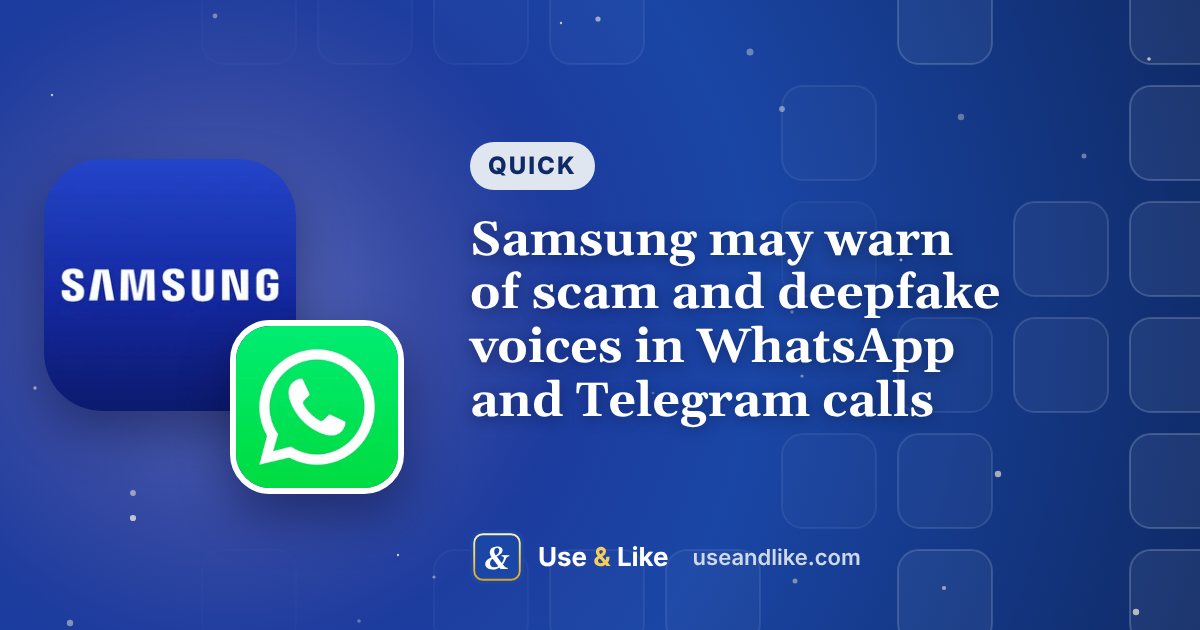 SAMSUNG
QUICK
Samsung may warn
of scam and deepfake
voices in WhatsApp
and Telegram calls
& Use & Like useandlike.com